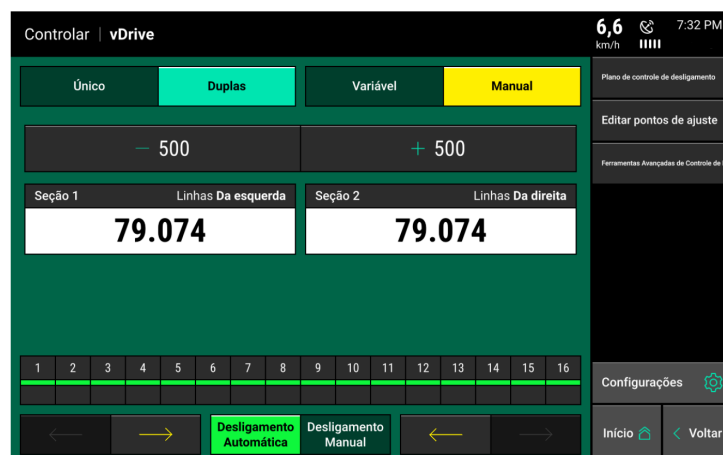 Controlar | vDrive
6,6
km/h
7:32 PM
Único
Duplas
Variável
Manual
Plano de controle de desligamento
Editar pontos de ajuste
Ferramentas Avançadas de Controle de
— 500
+ 500
Seção 1 Linhas Da esquerda
Seção 2 Linhas Da direita
79.074
79.074
1 2 3 4 5 6 7 8 9 10 11 12 13 14 15 16
Configurações
Desligamento
Automática
Desligamento
Manual
Início
< Voltar